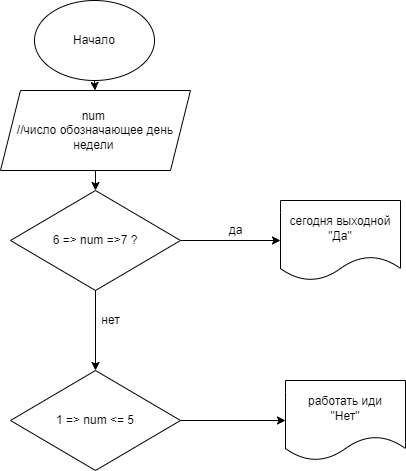 Начало
num
//число обозначающее день
недели
6 => num =>7 ?
да
сегодня выходной
"Да"
нет
1 => num <= 5
работать иди
"Нет"